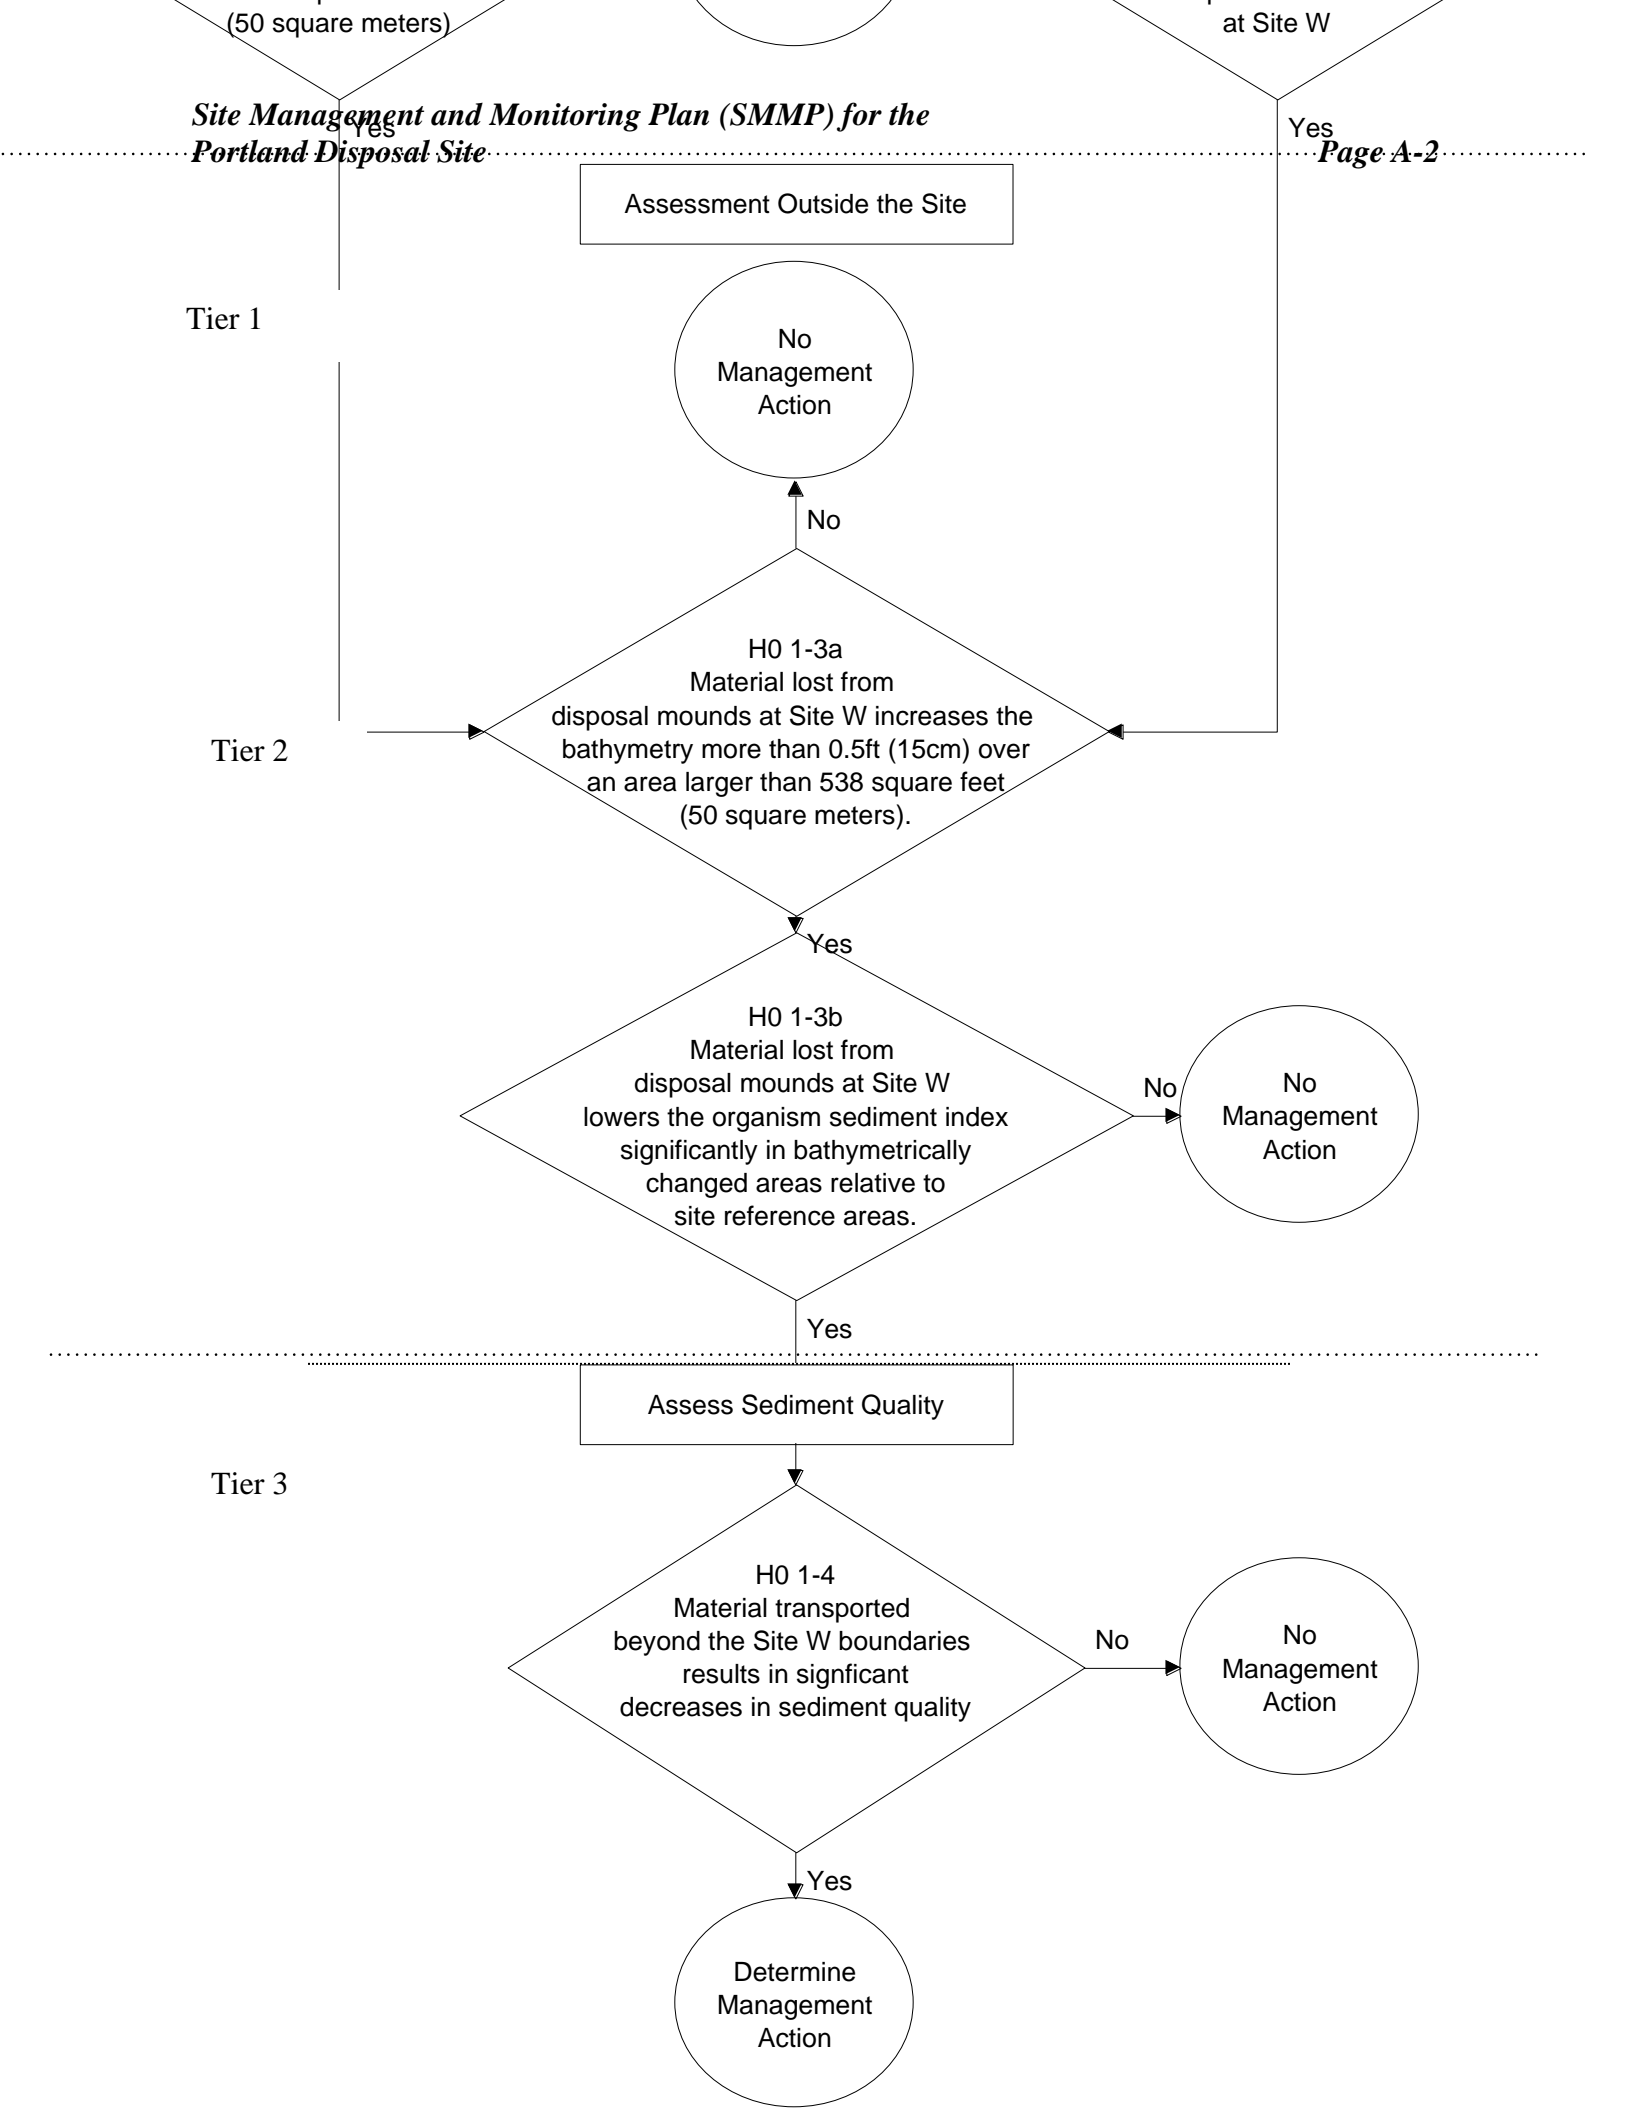 (50 square meters)
at Site W
Site Management and Monitoring Plan (SMMP) for the
Yes
Yes
Portland Disposal Site
Page A-2
Assessment Outside the Site
Tier 1
No
Management
Action
No
H0 1-3a
Material lost from
disposal mounds at Site W increases the
bathymetry more than 0.5ft (15cm) over
an area larger than 538 square feet
(50 square meters).
Tier 2
Yes
H0 1-3b
Material lost from
disposal mounds at Site W
lowers the organism sediment index
significantly in bathymetrically
changed areas relative to
site reference areas.
No
No
Management
Action
Yes
Assess Sediment Quality
Tier 3
H0 1-4
Material transported
beyond the Site W boundaries
results in signficant
decreases in sediment quality
No
No
Management
Action
Yes
Determine
Management
Action